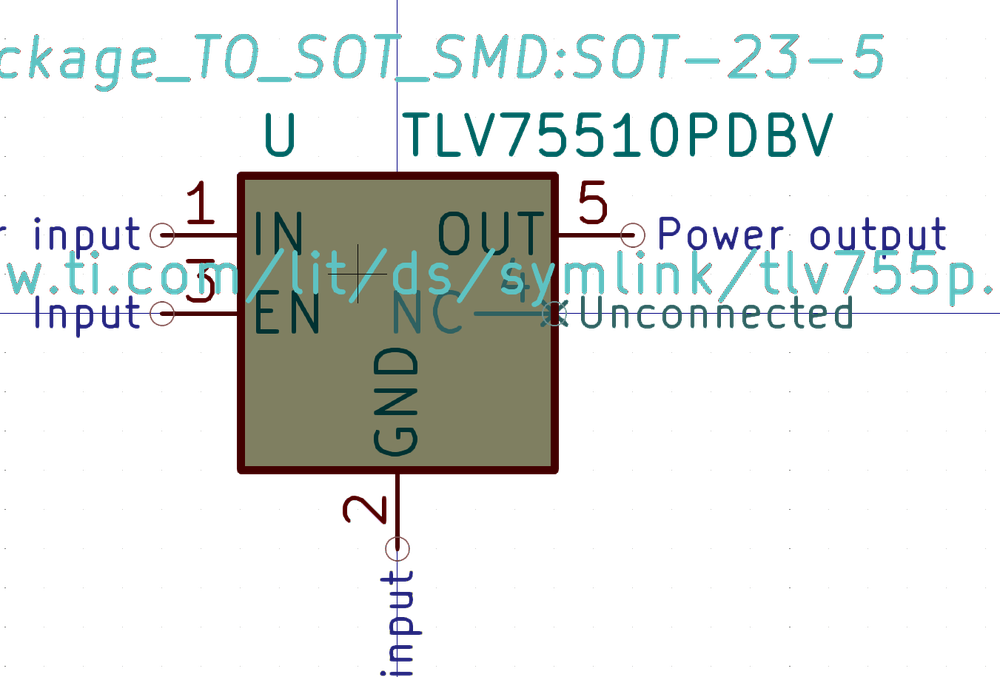 ckage_TO_SOT_SMD:SOT-23-5
U TLV75510PDBV
1 5
r input IN OUT Power output
w.ti.com/lit/ds/symlink/tlv755p.
3 4
Input EN NC Unconnected
GND
2
input